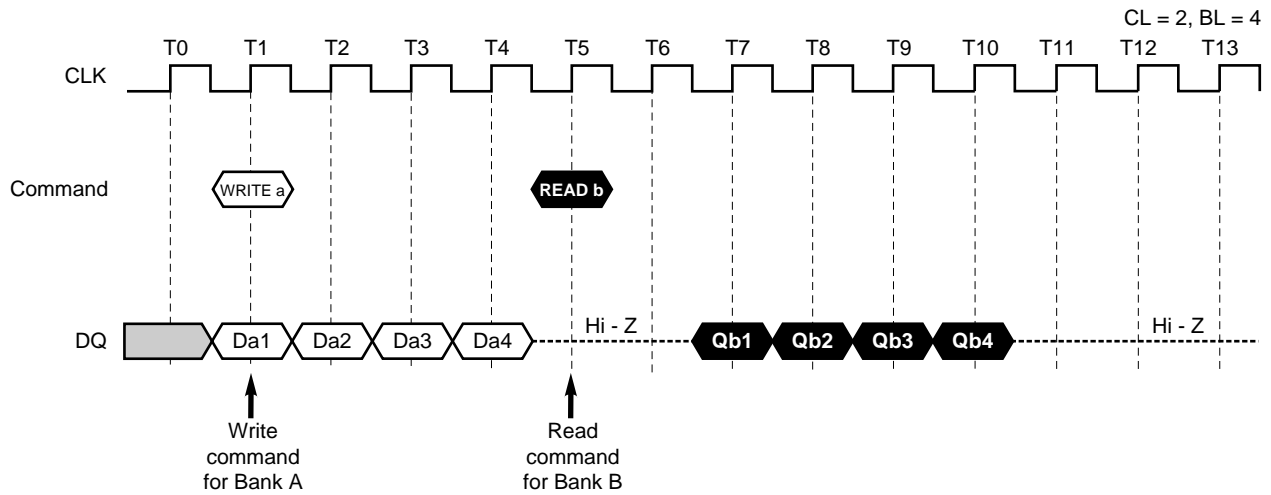 CL = 2, BL = 4
T0 T1 T2 T3 T4 T5 T6 T7 T8 T9 T10 T11 T12 T13
CLK
Command WRITE a READ b
Hi - Z Hi - Z
DQ Da1 Da2 Da3 Da4 Qb1 Qb2 Qb3 Qb4
Write
command
for Bank A
Read
command
for Bank B